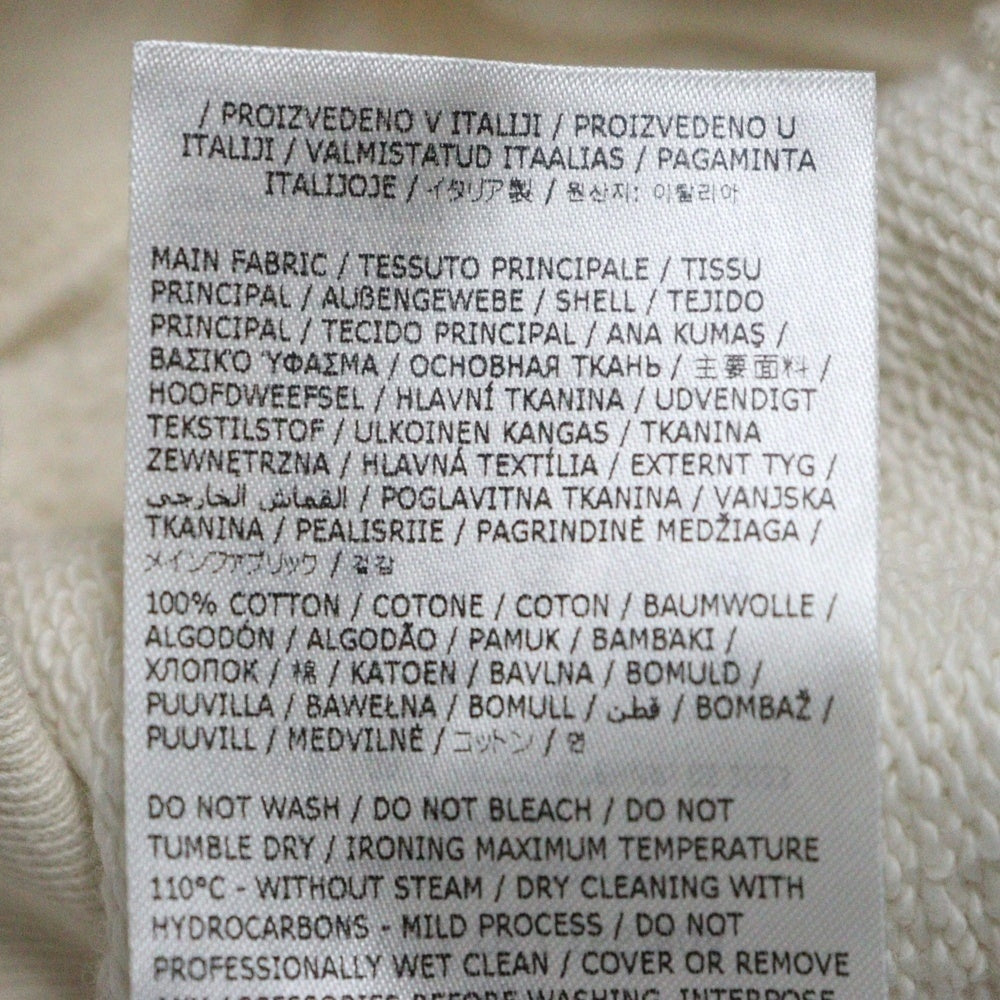 / PROIZVEDENO V ITALIJI / PROIZVEDENO U
ITALIJI / VALMISTATUD ITAALIAS / PAGAMINTA
ITALIJOJE / イタリア製 / 원산지: 이탈리아
MAIN FABRIC / TESSUTO PRINCIPALE / TISSU
PRINCIPAL / AUßENGEWEBE / SHELL / TEJIDO
PRINCIPAL / TECIDO PRINCIPAL / ANA KUMAŞ /
ΒΑΣΙΚΌ ΎΦΑΣΜΑ / ОСНОВНАЯ ТКАНЬ / 主要面料 /
HOOFDWEEFSEL / HLAVNÍ TKANINA / UDVENDIGT
TEKSTILSTOF / ULKOINEN KANGAS / TKANINA
ZEWNĘTRZNA / HLAVNÁ TEXTÍLIA / EXTERNT TYG /
القماش الخارجي / POGLAVITNA TKANINA / VANJSKA
TKANINA / PEALISRIIE / PAGRINDINĖ MEDŽIAGA /
メインファブリック / 겉감
100% COTTON / COTONE / COTON / BAUMWOLLE /
ALGODÓN / ALGODÃO / PAMUK / ΒΑΜΒΆΚΙ /
ХЛОПОК / 棉 / KATOEN / BAVLNA / BOMULD /
PUUVILLA / BAWEŁNA / BOMULL / قطن / BOMBAŽ /
PUUVILL / MEDVILNĖ / コットン / 면
DO NOT WASH / DO NOT BLEACH / DO NOT
TUMBLE DRY / IRONING MAXIMUM TEMPERATURE
110°C - WITHOUT STEAM / DRY CLEANING WITH
HYDROCARBONS - MILD PROCESS / DO NOT
PROFESSIONALLY WET CLEAN / COVER OR REMOVE
ANY ACCESSORIES BEFORE WASHING, INTERPOSE